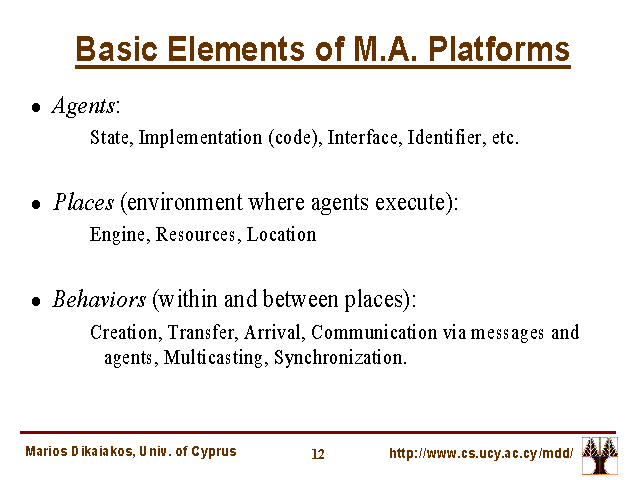 Basic Elements of M.A. Platforms
● Agents:
State, Implementation (code), Interface, Identifier, etc.
● Places (environment where agents execute):
Engine, Resources, Location
● Behaviors (within and between places):
Creation, Transfer, Arrival, Communication via messages and
agents, Multicasting, Synchronization.
Marios Dikaiakos, Univ. of Cyprus 12 http://www.cs.ucy.ac.cy/mdd/